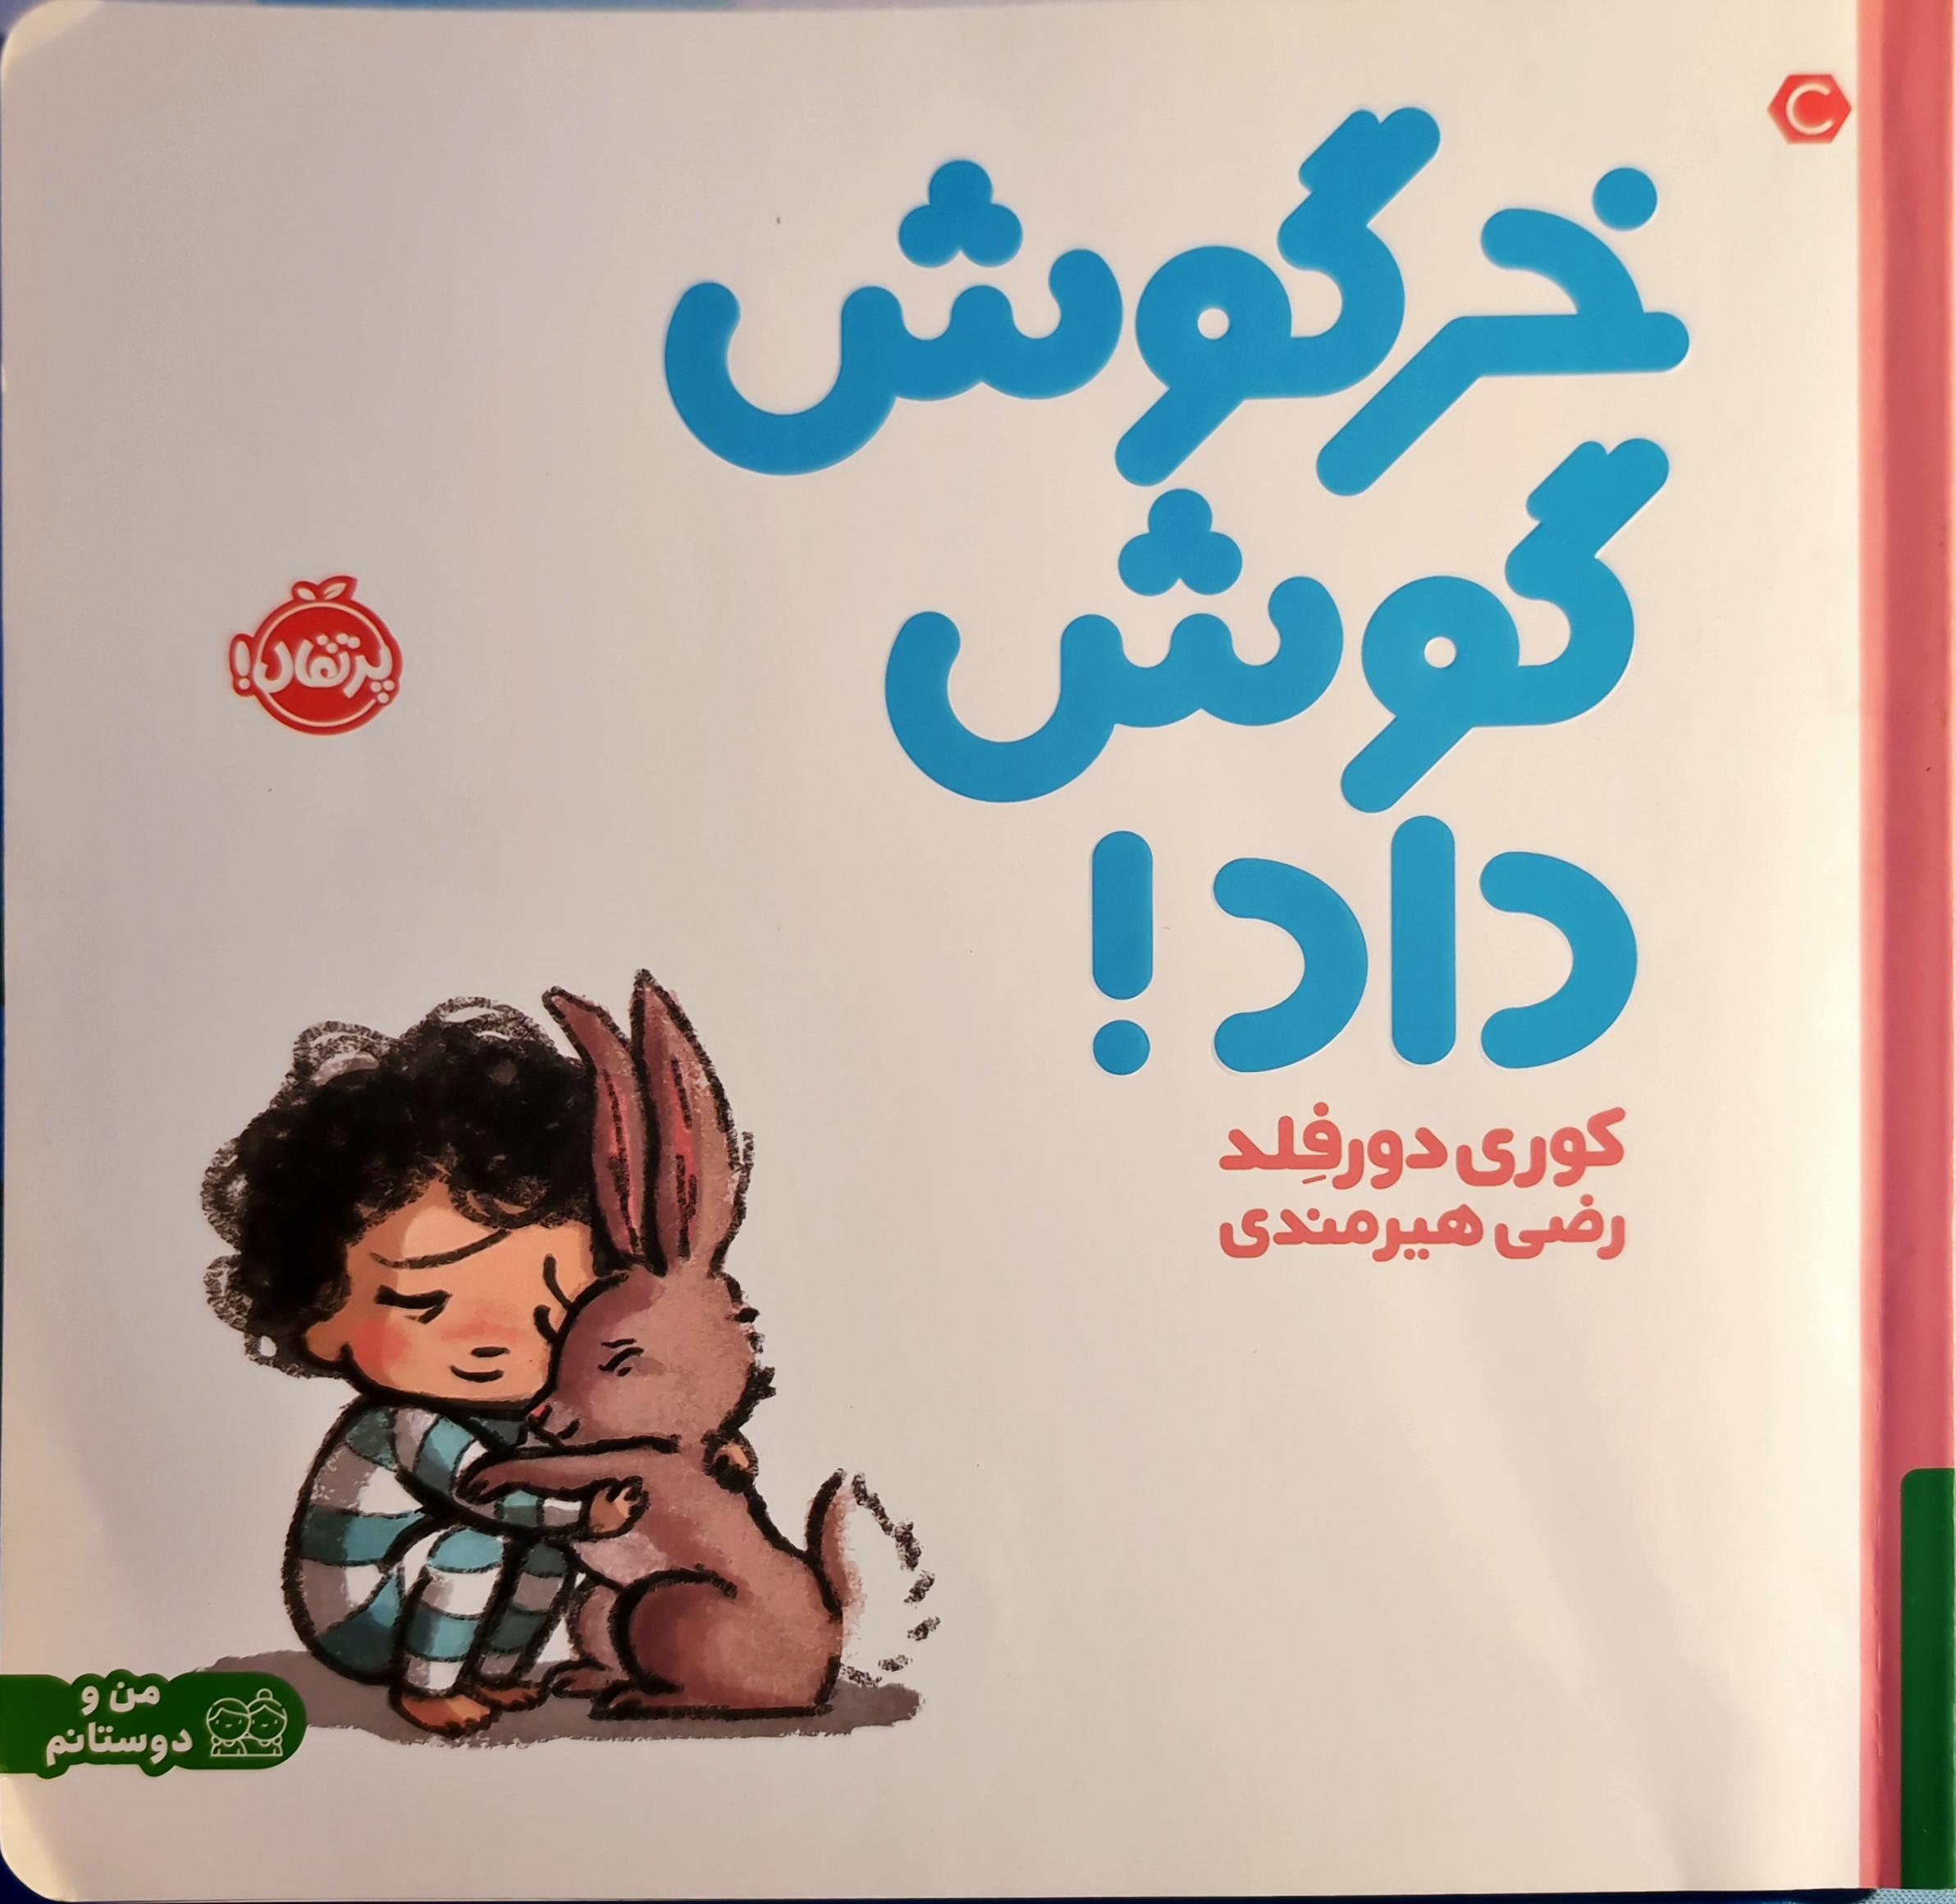 خرگوش
گوش
داد!
کوری دورفِلد
رضی هیرمندی
پرتقال!
من و
دوستانم